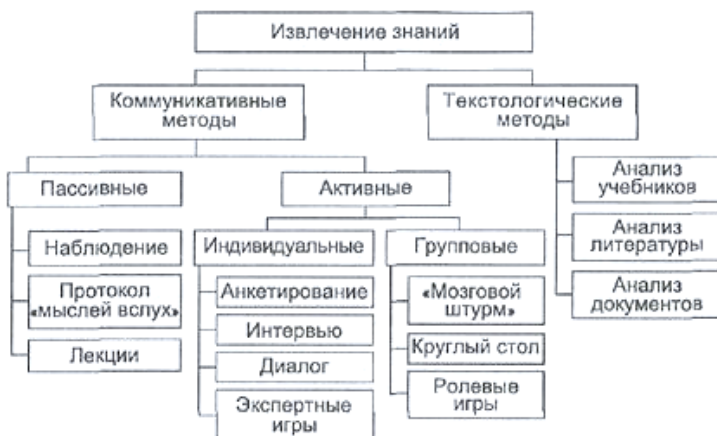 Извлечение знаний
Коммуникативные
методы
Текстологические
методы
Пассивные
Активные
Анализ
учебников
Наблюдение
Индивидуальные
Групповые
Анализ
литературы
Протокол
«мыслей вслух»
Анкетирование
«Мозговой
штурм»
Анализ
документов
Интервью
Лекции
Круглый стол
Диалог
Ролевые
игры
Экспертные
игры